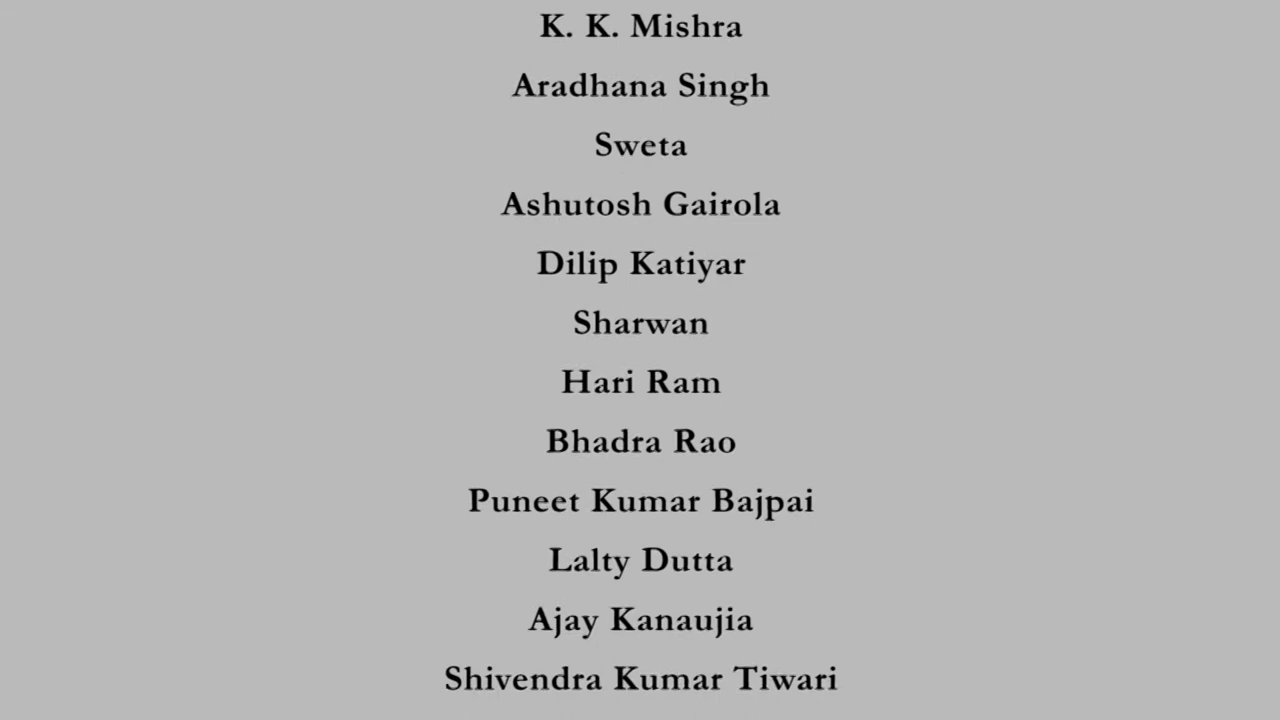 K. K. Mishra
Aradhana Singh
Sweta
Ashutosh Gairola
Dilip Katiyar
Sharwan
Hari Ram
Bhadra Rao
Puneet Kumar Bajpai
Lalty Dutta
Ajay Kanaujia
Shivendra Kumar Tiwari